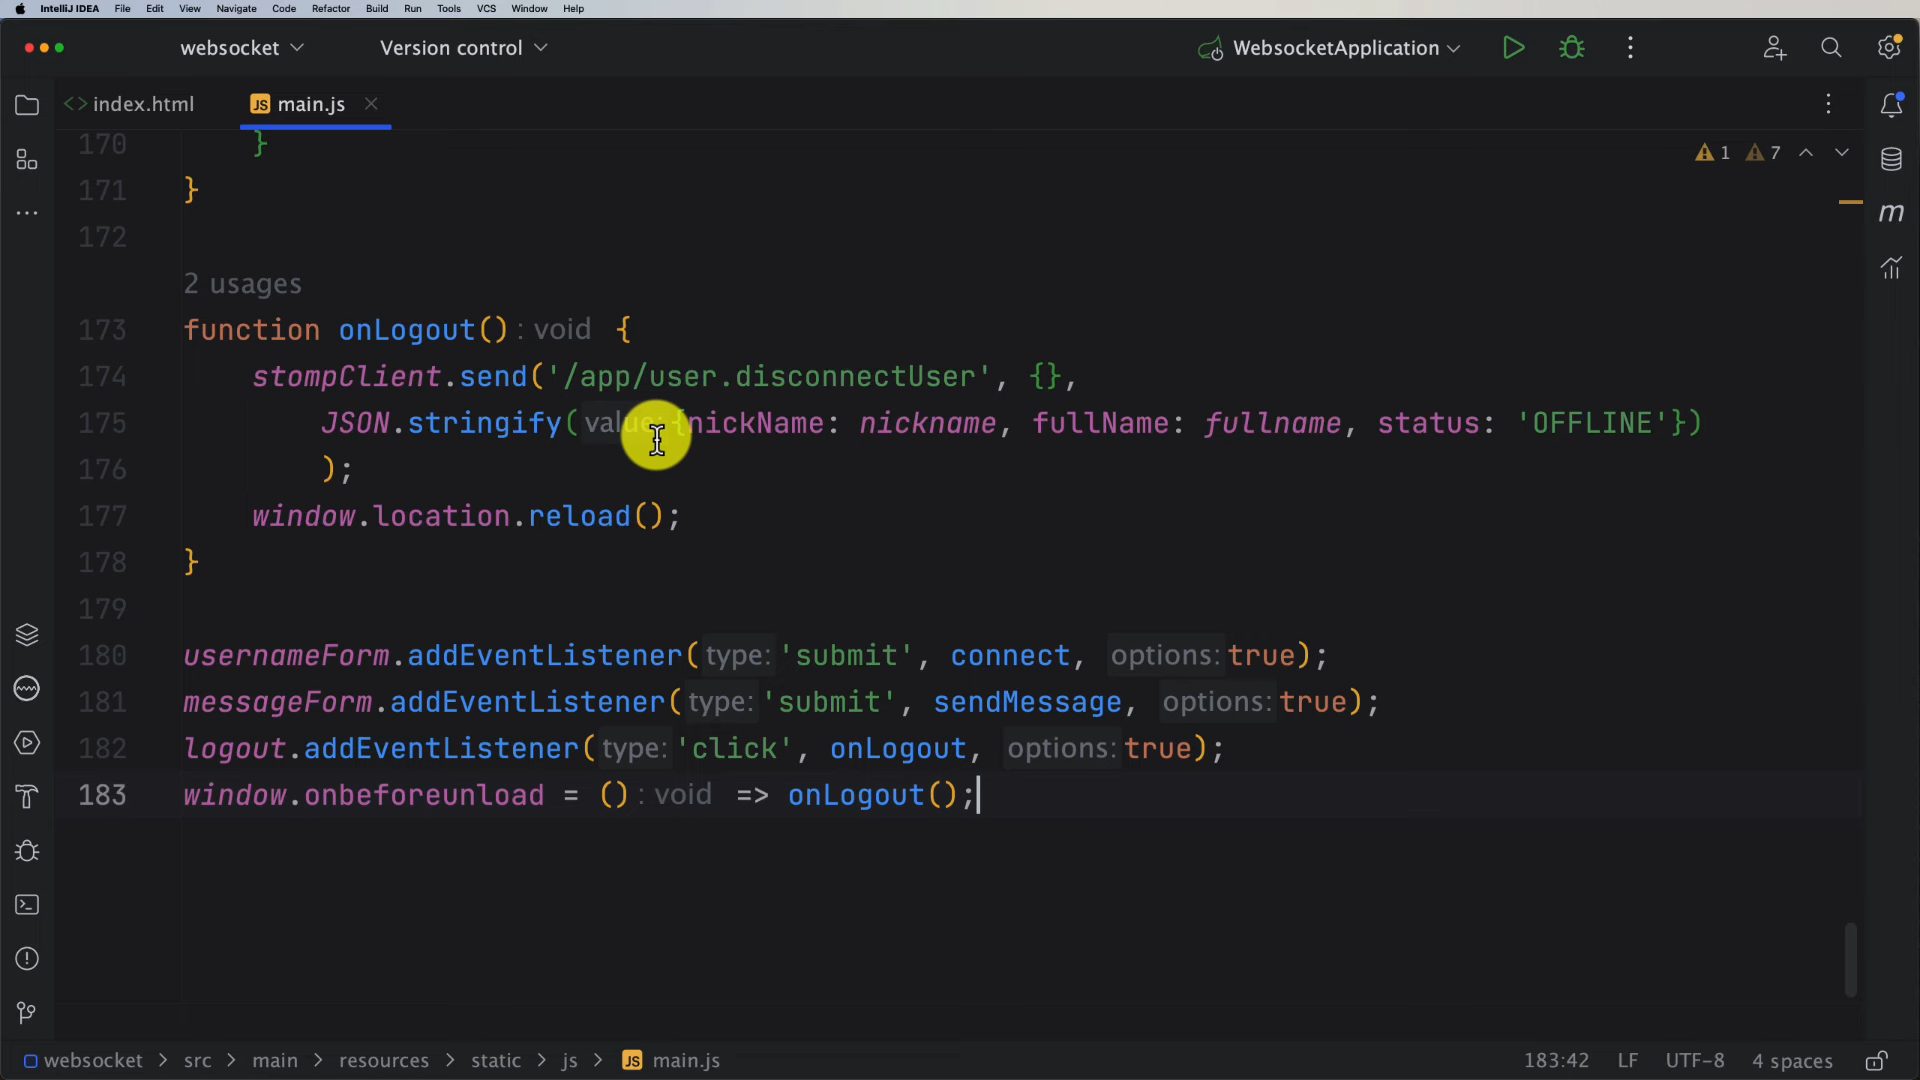 IntelliJ IDEA File Edit View Navigate Code Refactor Build Run Tools VCS Window Help
websocket Version control WebsocketApplication
<> index.html JS main.js
170 }
1 7
171 }
172
2 usages
173 function onLogout() : void {
174 stompClient.send('/app/user.disconnectUser', {},
175 JSON.stringify( value: {nickName: nickname, fullName: fullname, status: 'OFFLINE'})
176 );
177 window.location.reload();
178 }
179
180 usernameForm.addEventListener( type: 'submit', connect, options: true);
181 messageForm.addEventListener( type: 'submit', sendMessage, options: true);
182 logout.addEventListener( type: 'click', onLogout, options: true);
183 window.onbeforeunload = () : void => onLogout();
websocket > src > main > resources > static > js > JS main.js 183:42 LF UTF-8 4 spaces